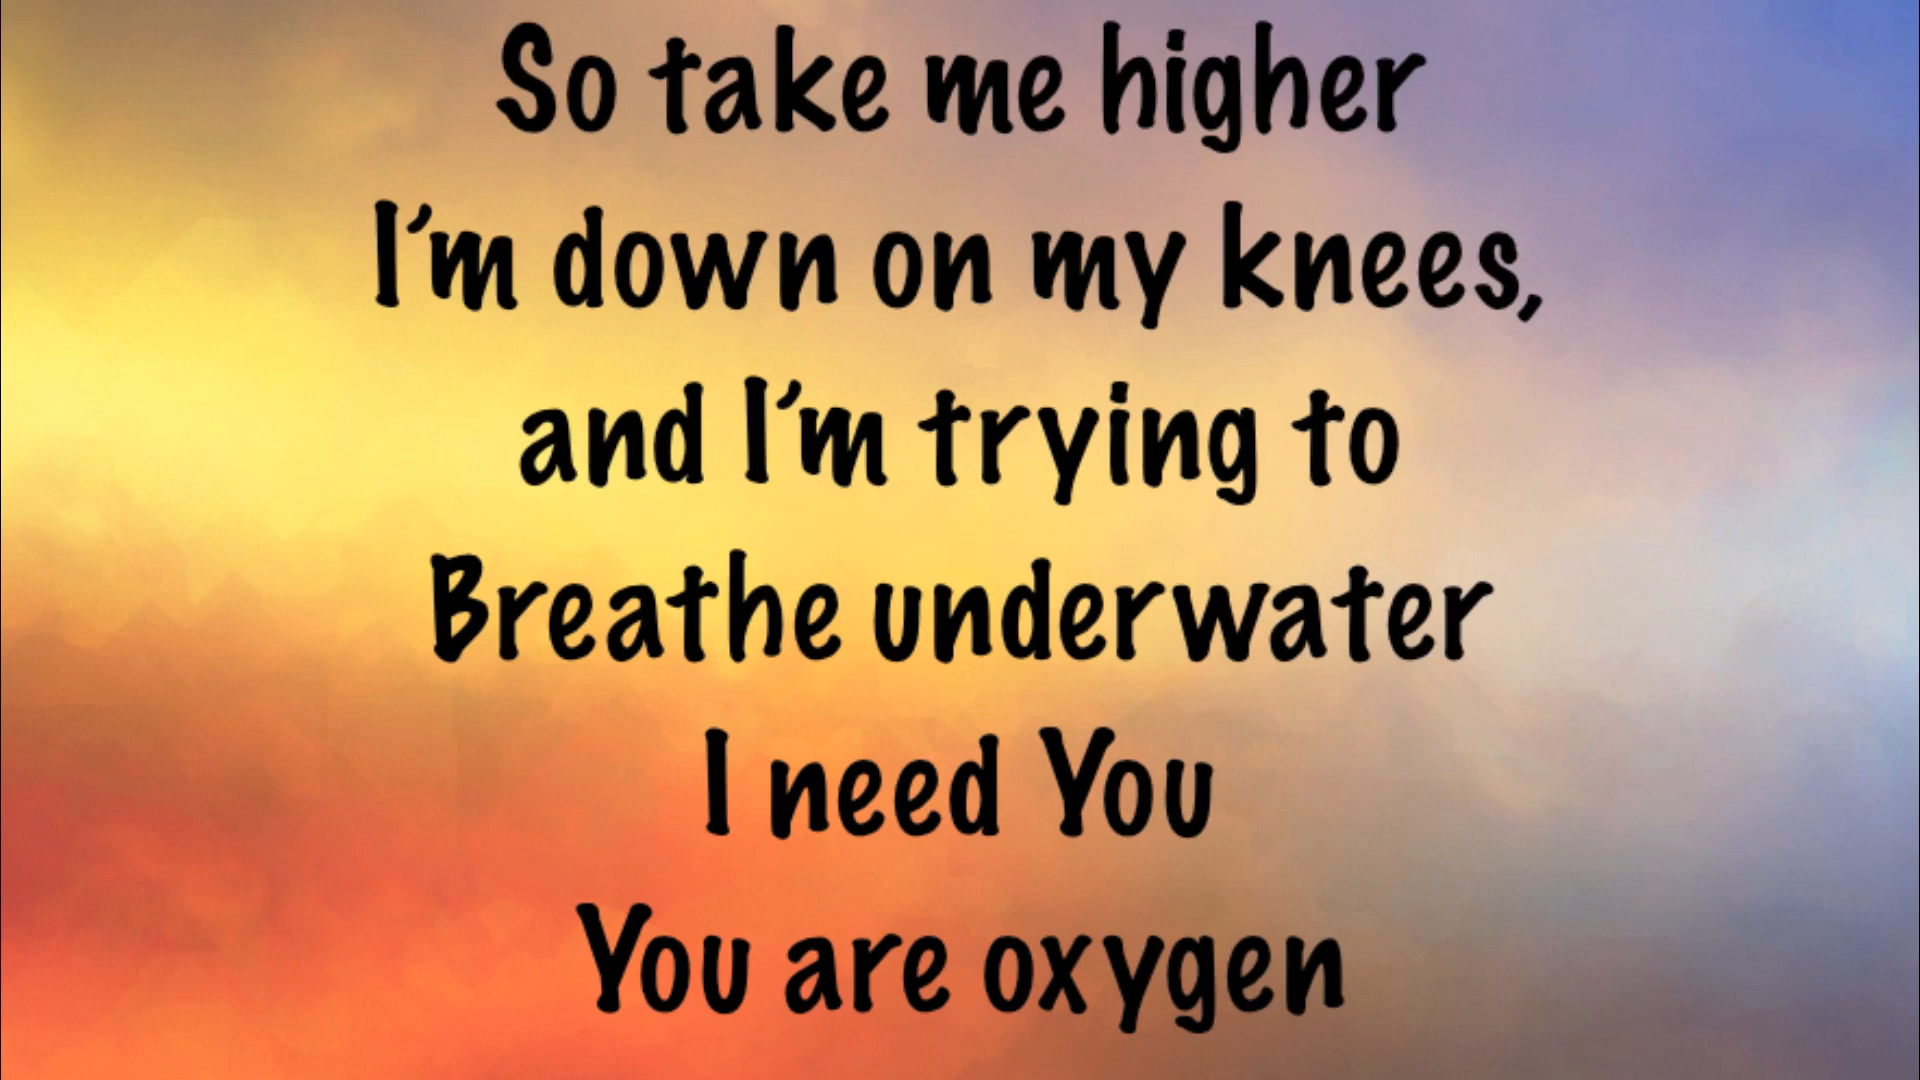 So take me higher
I'm down on my knees,
and I'm trying to
Breathe underwater
I need You
You are oxygen